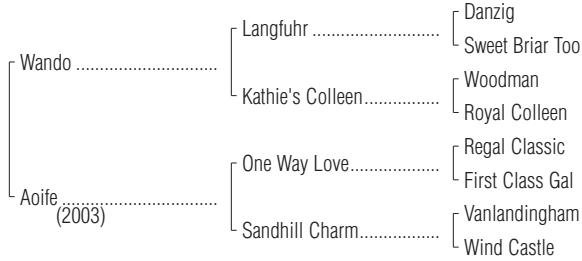 Danzig
Langfuhr
Sweet Briar Too
Wando
Woodman
Kathie's Colleen
Royal Colleen
Regal Classic
One Way Love
First Class Gal
Aoife
(2003)
Vanlandingham
Sandhill Charm
Wind Castle